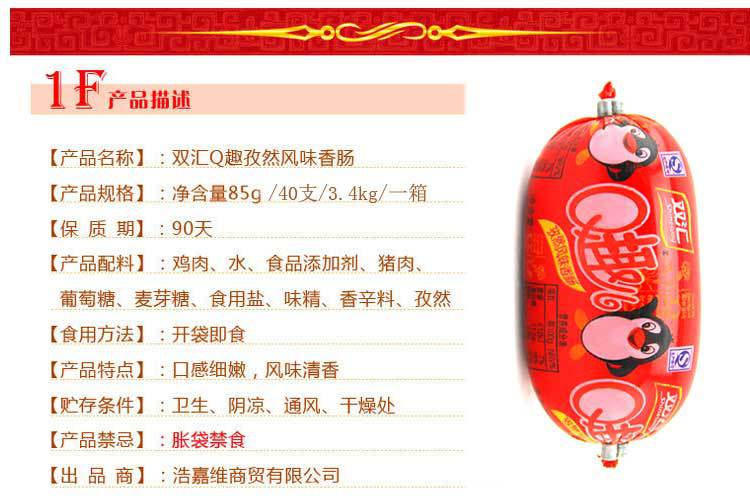 1F产品描述
【产品名称】:双汇Q趣孜然风味香肠
【产品规格】:净含量85g /40支/3.4kg/一箱
【保 质 期】:90天
【产品配料】:鸡肉、水、食品添加剂、猪肉、
葡萄糖、麦芽糖、食用盐、味精、香辛料、孜然
【食用方法】:开袋即食
【产品特点】:口感细嫩,风味清香
【贮存条件】:卫生、阴凉、通风、干燥处
【产品禁忌】:胀袋禁食
【出 品 商】:浩嘉维商贸有限公司
双汇
Q趣
孜然风味香肠
双汇